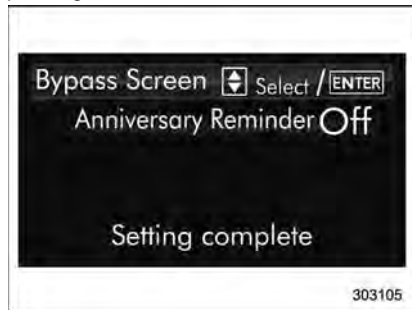 Bypass Screen Select / ENTER
Anniversary Reminder Off
Setting complete
303105